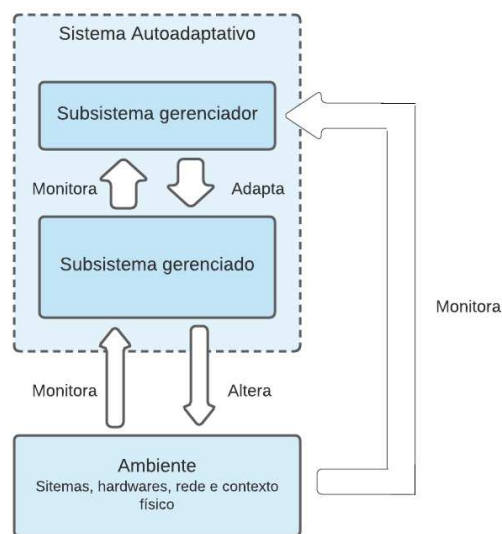 Sistema Autoadaptativo
Subsistema gerenciador
Monitora
Adapta
Subsistema gerenciado
Monitora
Monitora
Altera
Ambiente
Sitemas, hardwares, rede e contexto
físico